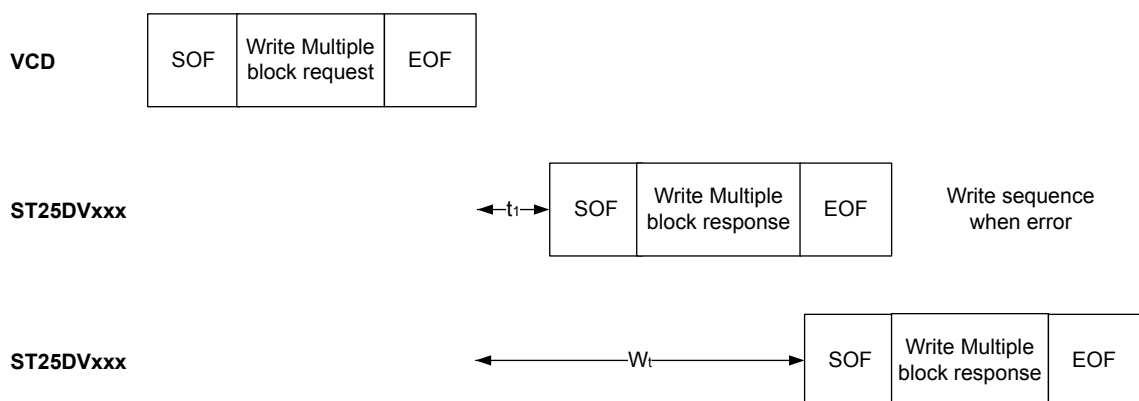 VCD
SOF
Write Multiple
block request
EOF
ST25DVxxx
t1
SOF
Write Multiple
block response
EOF
Write sequence
when error
ST25DVxxx
Wt
SOF
Write Multiple
block response
EOF